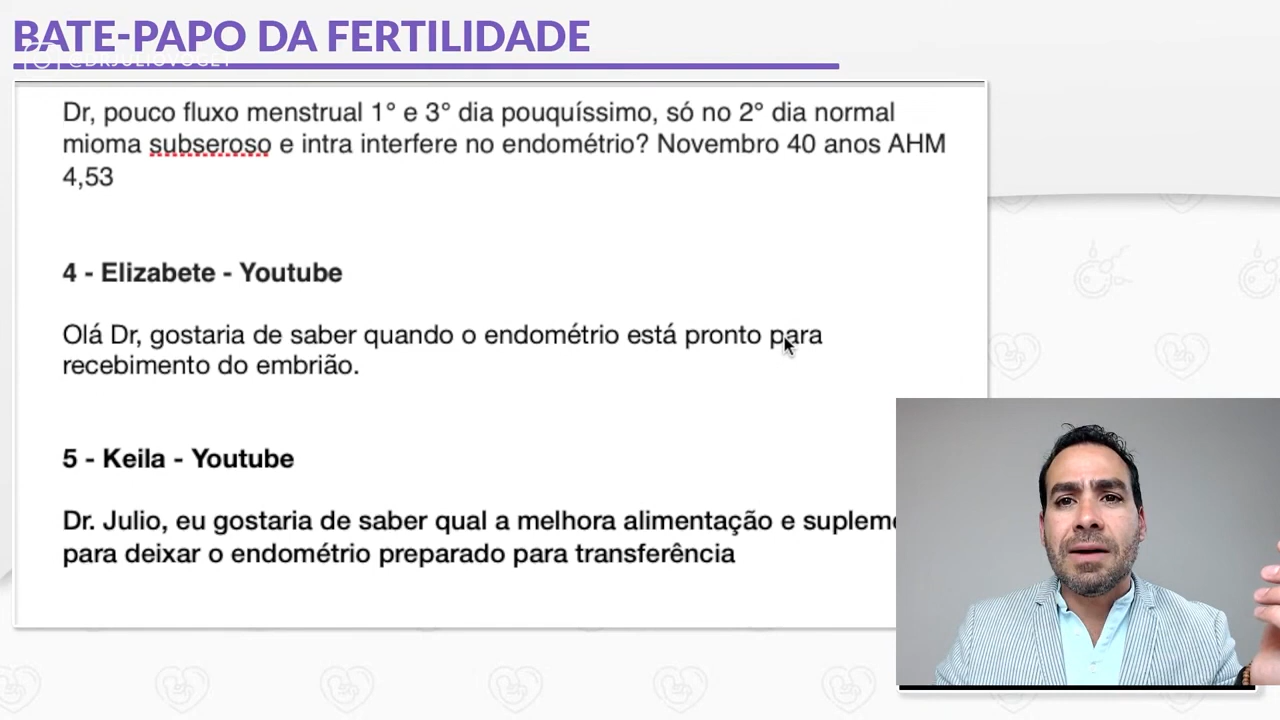 BATE-PAPO DA FERTILIDADE
@DRJULIOVOGET
Dr, pouco fluxo menstrual 1° e 3° dia pouquíssimo, só no 2° dia normal
mioma subseroso e intra interfere no endométrio? Novembro 40 anos AHM
4,53
4 - Elizabete - Youtube
Olá Dr, gostaria de saber quando o endométrio está pronto para
recebimento do embrião.
5 - Keila - Youtube
Dr. Julio, eu gostaria de saber qual a melhora alimentação e
para deixar o endométrio preparado para transferência